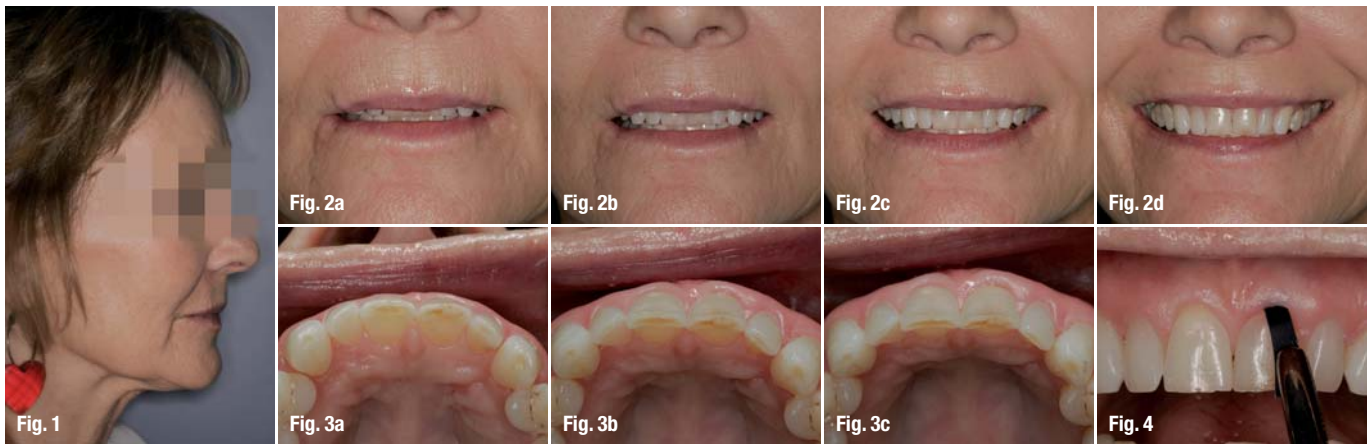 Fig. 1
Fig. 2a
Fig. 2b
Fig. 2c
Fig. 2d
Fig. 3a
Fig. 3b
Fig. 3c
Fig. 4